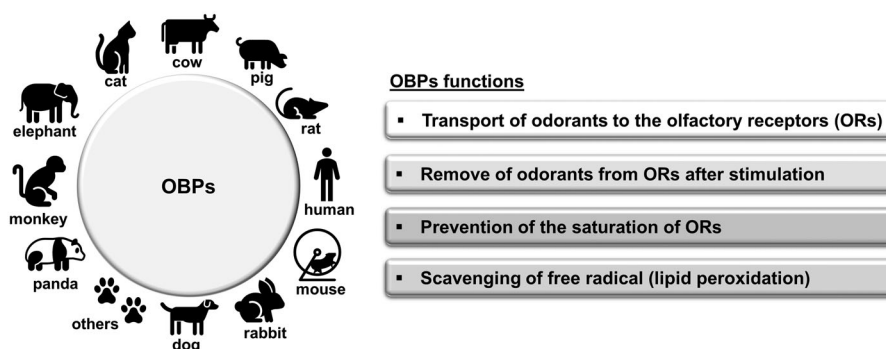 cow
cat
pig
elephant
rat
OBPs
monkey
human
panda
mouse
others
rabbit
dog
OBPs functions
▪ Transport of odorants to the olfactory receptors (ORs)
▪ Remove of odorants from ORs after stimulation
▪ Prevention of the saturation of ORs
▪ Scavenging of free radical (lipid peroxidation)